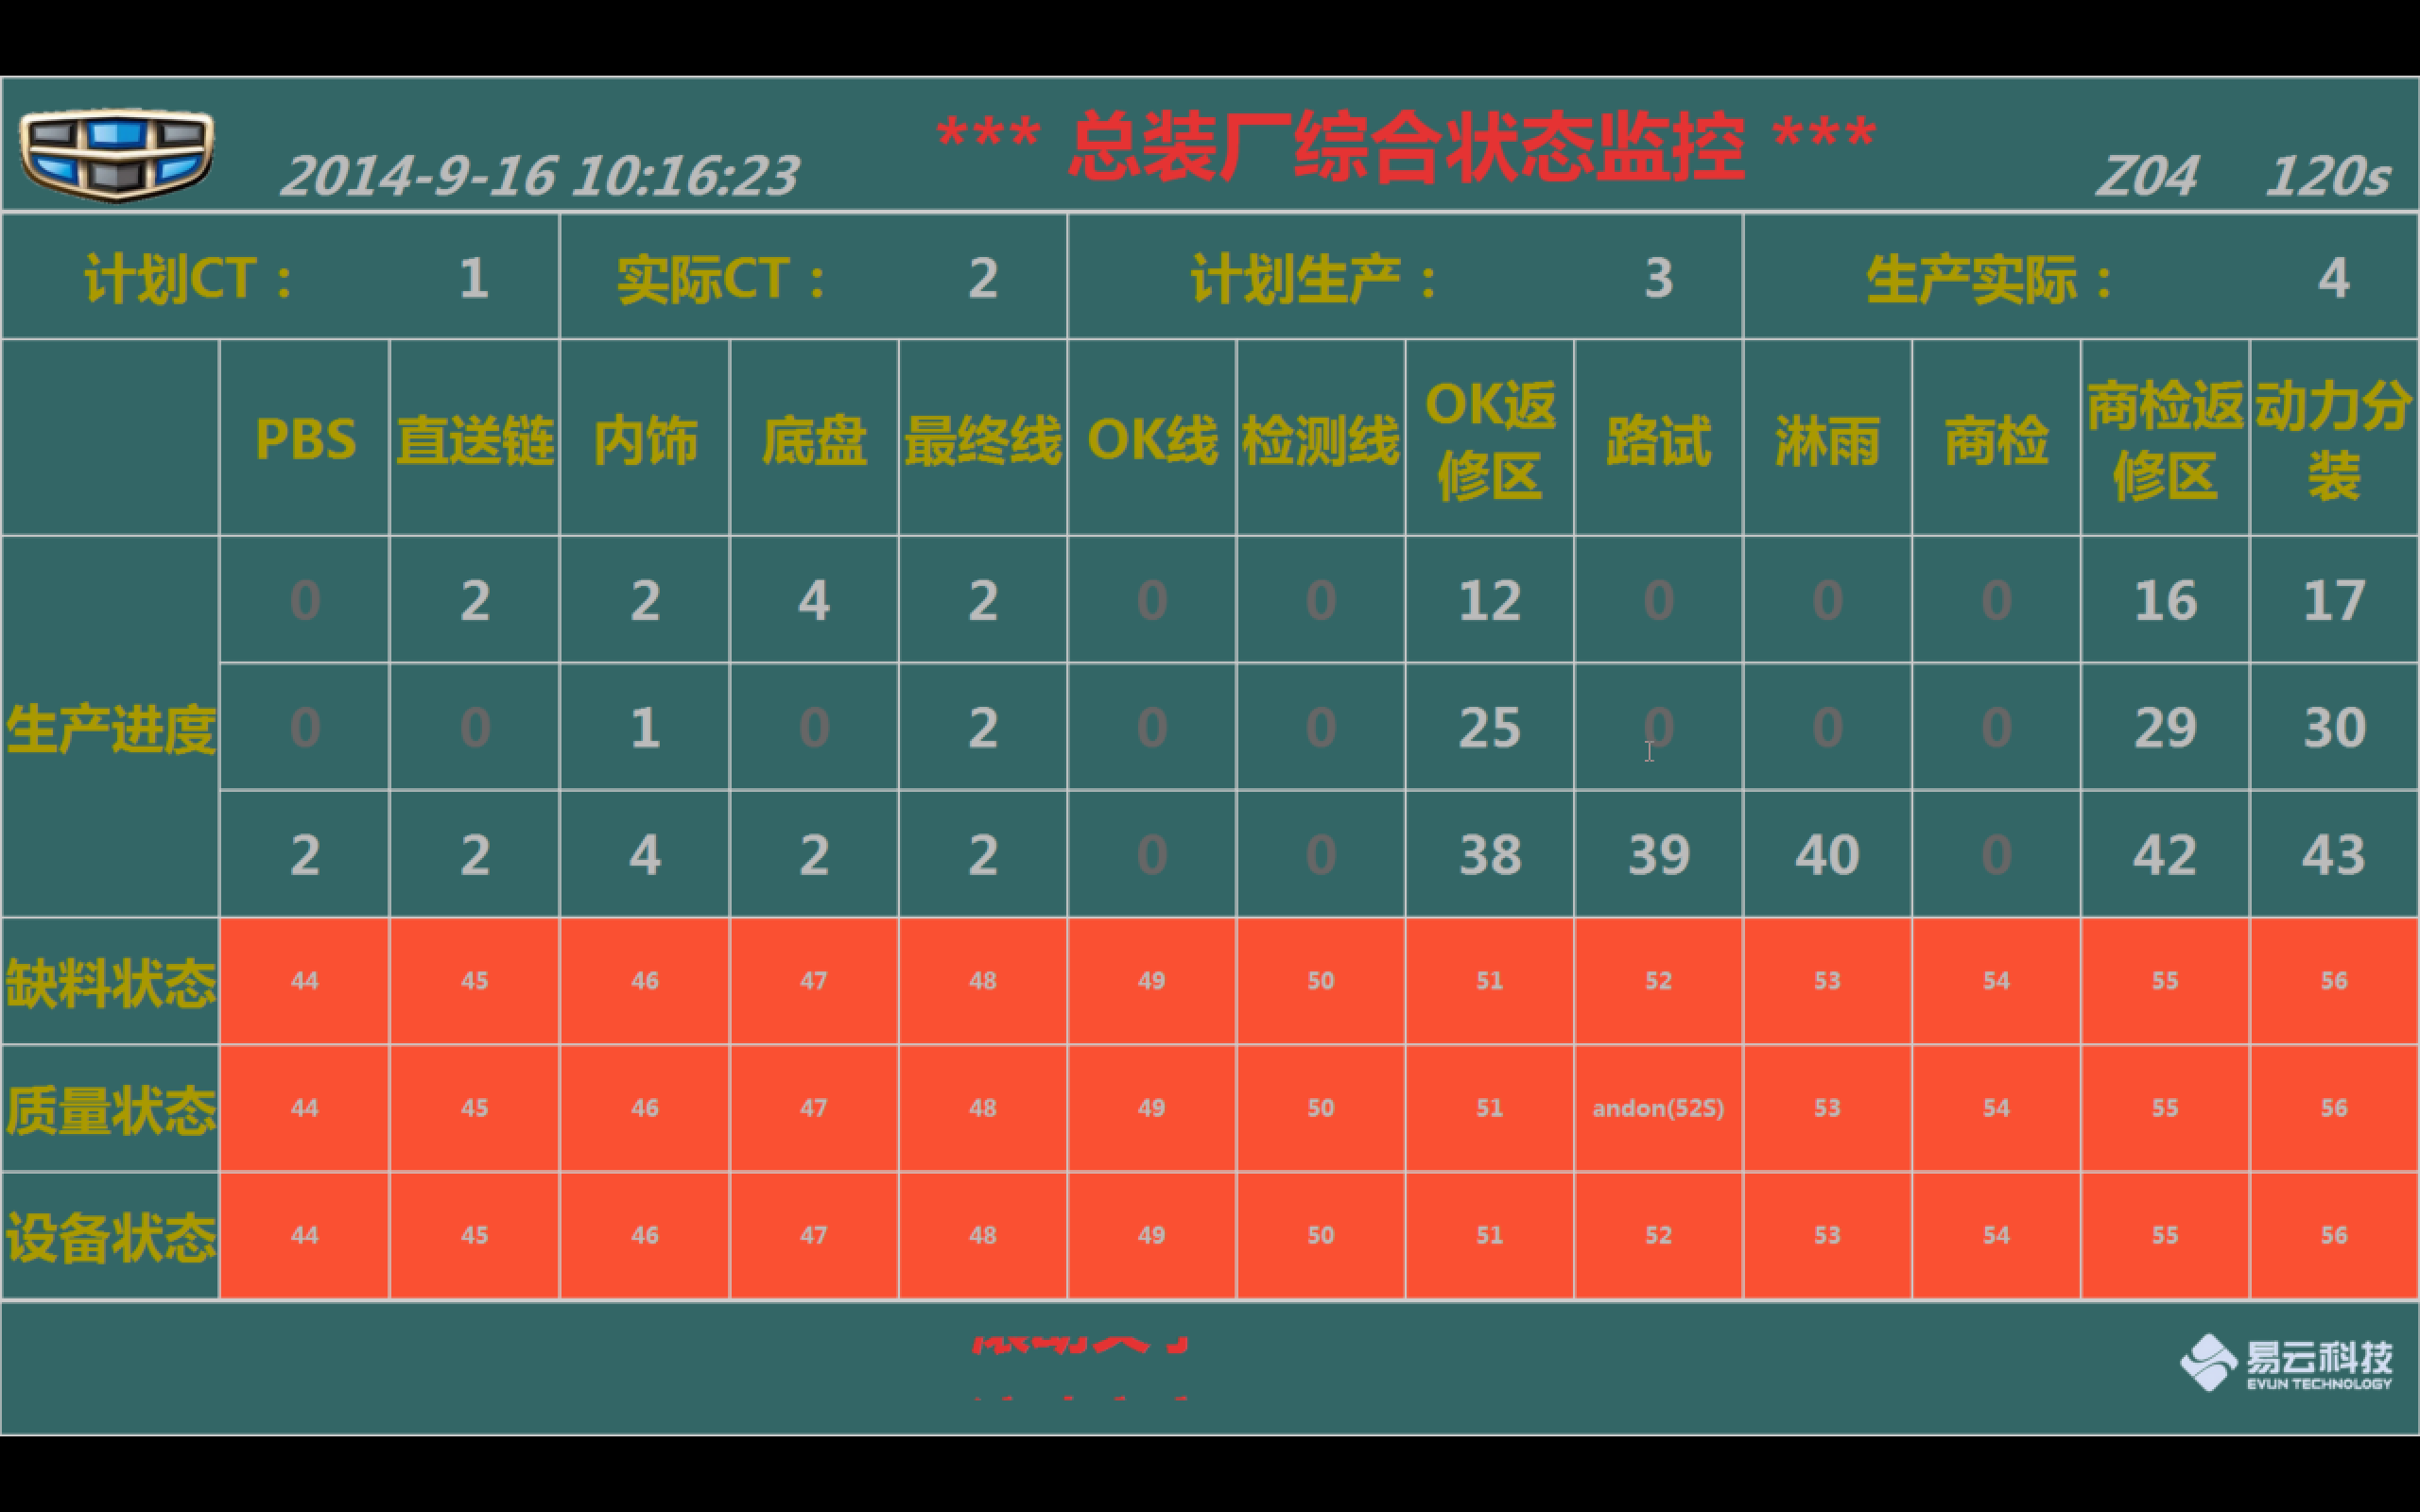 *** 总装厂综合状态监控 ***
2014-9-16 10:16:23
Z04 120s
计划CT： 1 实际CT： 2 计划生产： 3 生产实际： 4
PBS 直送链 内饰 底盘 最终线 OK线 检测线 OK返修区 路试 淋雨 商检 商检返修区 动力分装
生产进度
0 2 2 4 2 0 0 12 0 0 0 16 17
0 0 1 0 2 0 0 25 0 0 0 29 30
2 2 4 2 2 0 0 38 39 40 0 42 43
缺料状态 44 45 46 47 48 49 50 51 52 53 54 55 56
质量状态 44 45 46 47 48 49 50 51 andon(52S) 53 54 55 56
设备状态 44 45 46 47 48 49 50 51 52 53 54 55 56
易云科技
EVUN TECHNOLOGY